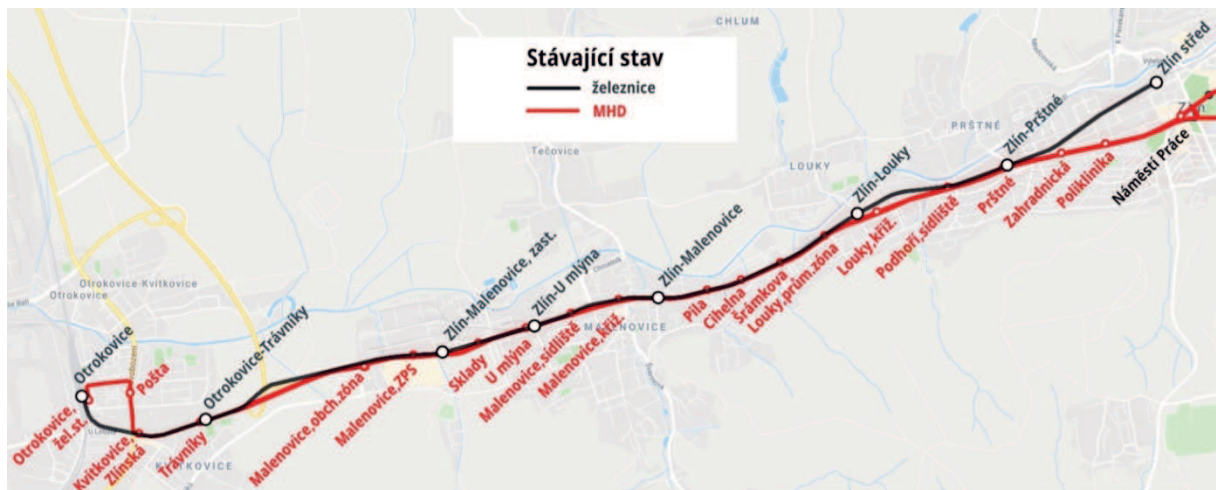 Stávající stav
železnice
MHD
CHLUM
Tečovice
PRŠTNÉ
LOUKY
MALENOVICE
Otrokovice-Kvítkovice
Otrokovice
KVÍTKOVICE
Zlín
Otrokovice
Otrokovice-Trávníky
Zlín-Malenovice, zast.
Zlín-U mlýna
Zlín-Malenovice
Zlín-Louky
Zlín-Prštné
Zlín střed
Otrokovice,
žel.st.
Pošta
Kvítkovice,
Zlínská
Trávníky
Malenovice,obch.zóna
Malenovice,ZPS
Sklady
U mlýna
Malenovice,sídliště
Malenovice,křiž.
Pila
Cihelna
Šrámkova
Louky,prům.zóna
Louky,křiž.
Podhoří,sídliště
Prštné
Zahradnická
Poliklinika
Náměstí Práce